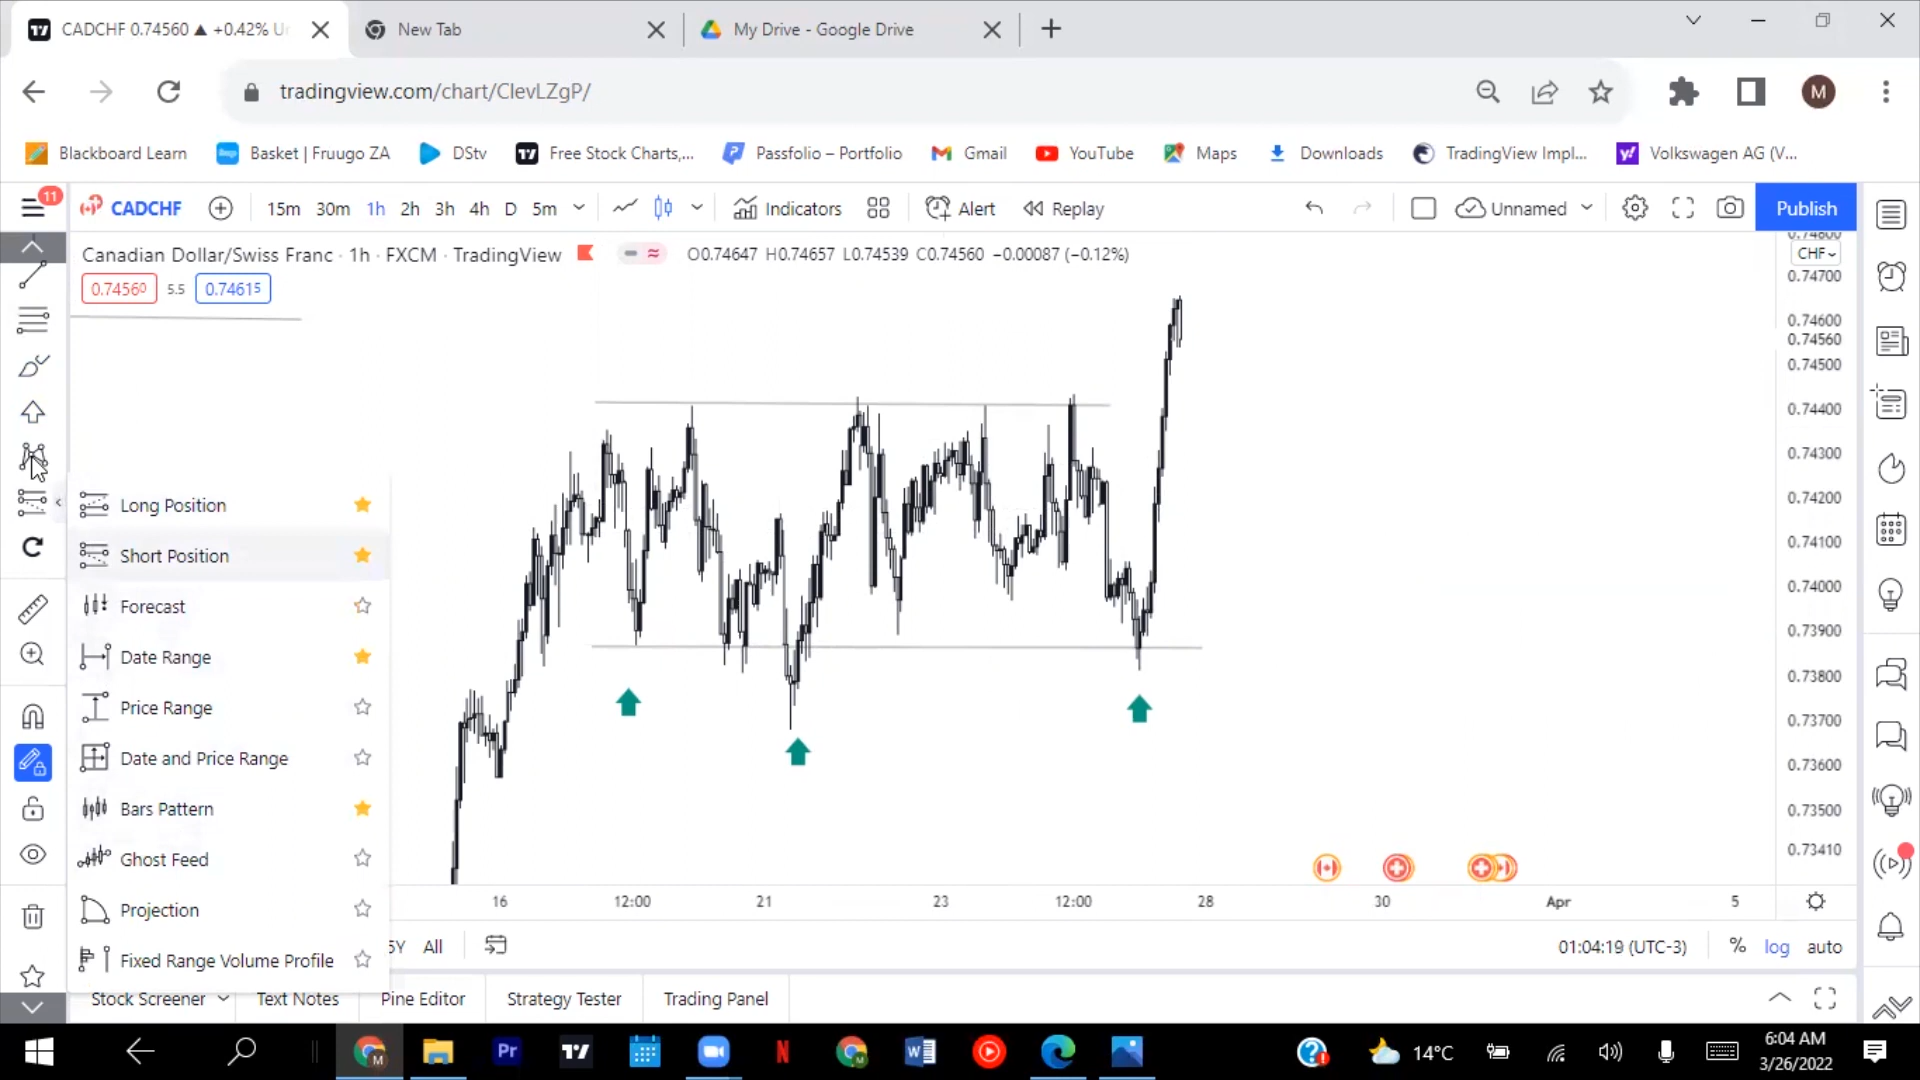 CADCHF 0.74560 ▲ +0.42% Ur
New Tab
My Drive - Google Drive
tradingview.com/chart/ClevLZgP/
M
Blackboard Learn
Basket | Fruugo ZA
DStv
Free Stock Charts,...
Passfolio – Portfolio
Gmail
YouTube
Maps
Downloads
TradingView Impl...
Volkswagen AG (V...
11
CADCHF
15m 30m 1h 2h 3h 4h D 5m
Indicators
Alert
Replay
Unnamed
Publish
Canadian Dollar/Swiss Franc · 1h · FXCM · TradingView
O0.74647 H0.74657 L0.74539 C0.74560 −0.00087 (−0.12%)
0.74560 5.5 0.74615
0.74800
CHF
0.74700
0.74600
0.74560
0.74500
0.74400
0.74300
0.74200
0.74100
0.74000
0.73900
0.73800
0.73700
0.73600
0.73500
0.73410
Long Position
Short Position
Forecast
Date Range
Price Range
Date and Price Range
Bars Pattern
Ghost Feed
Projection
Fixed Range Volume Profile
16 12:00 21 23 12:00 28 30 Apr 5
5Y All
01:04:19 (UTC-3) % log auto
Stock Screener
Text Notes
Pine Editor
Strategy Tester
Trading Panel
Pr
14°C
6:04 AM
3/26/2022